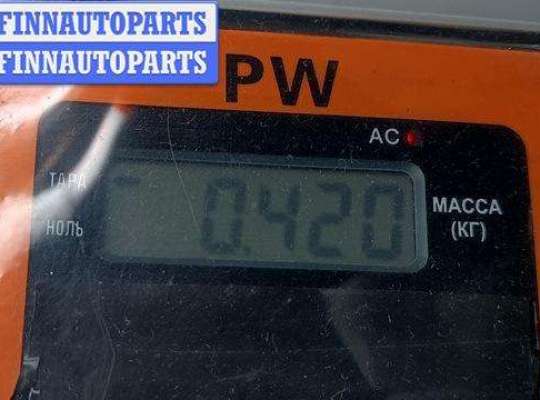 FINNAUTOPARTS
FINNAUTOPARTS
PW
AC
ТАРА
0.420
МАССА
(КГ)
НОЛЬ